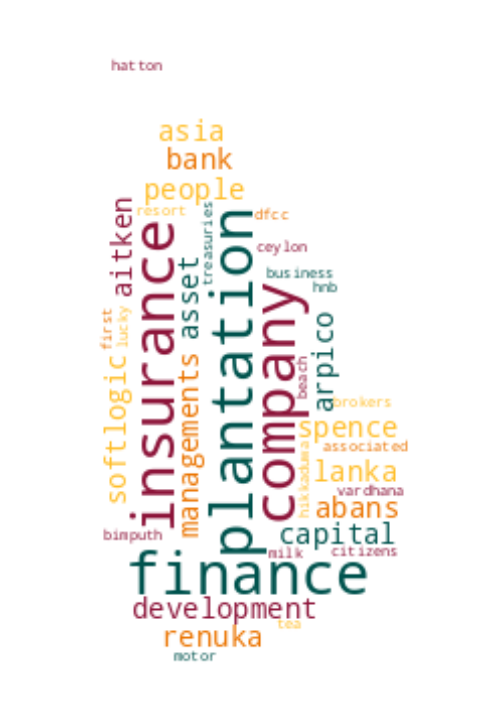 hatton
asia
bank
people
resort
aitken
treasuries
dfcc
insurance
plantation
ceylon
asset
business
hnb
company
first
lucky
arpico
softlogic
managements
beach
brokers
spence
associated
lanka
vardhana
abans
capital
bimputh
milk
citizens
finance
development
tea
renuka
motor